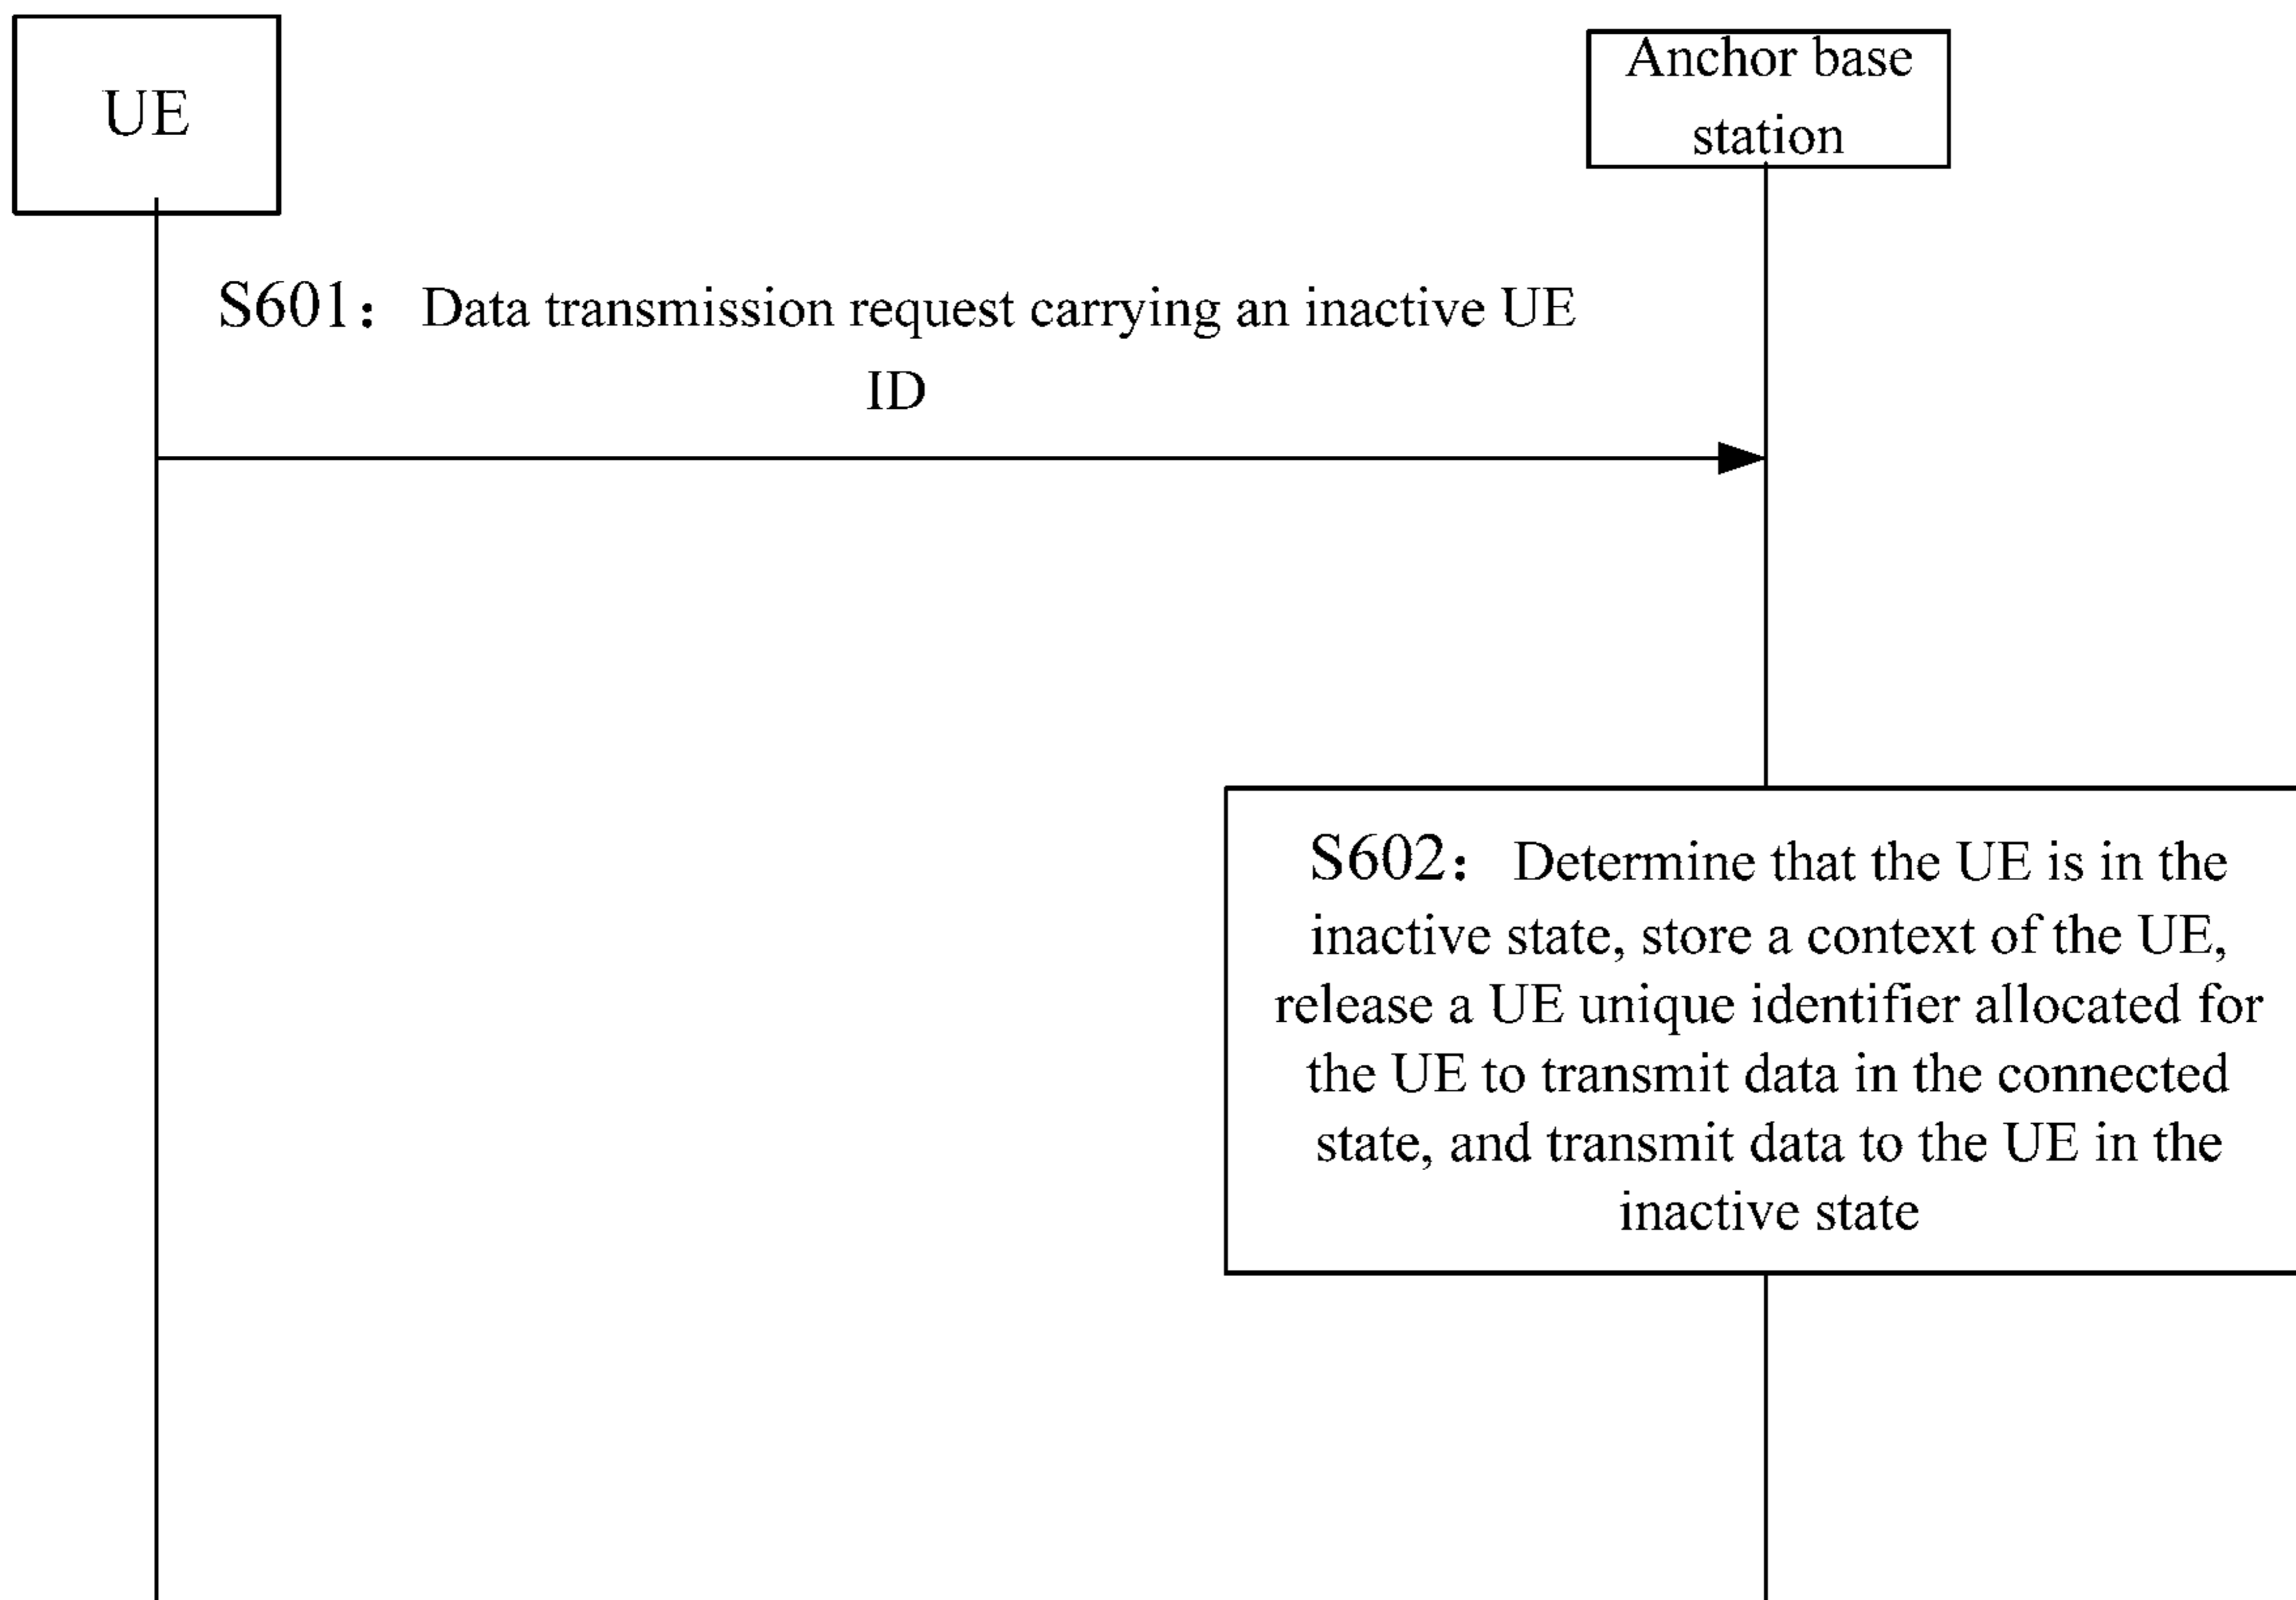 UE
Anchor base
station
S601： Data transmission request carrying an inactive UE
ID
S602： Determine that the UE is in the
inactive state, store a context of the UE,
release a UE unique identifier allocated for
the UE to transmit data in the connected
state, and transmit data to the UE in the
inactive state